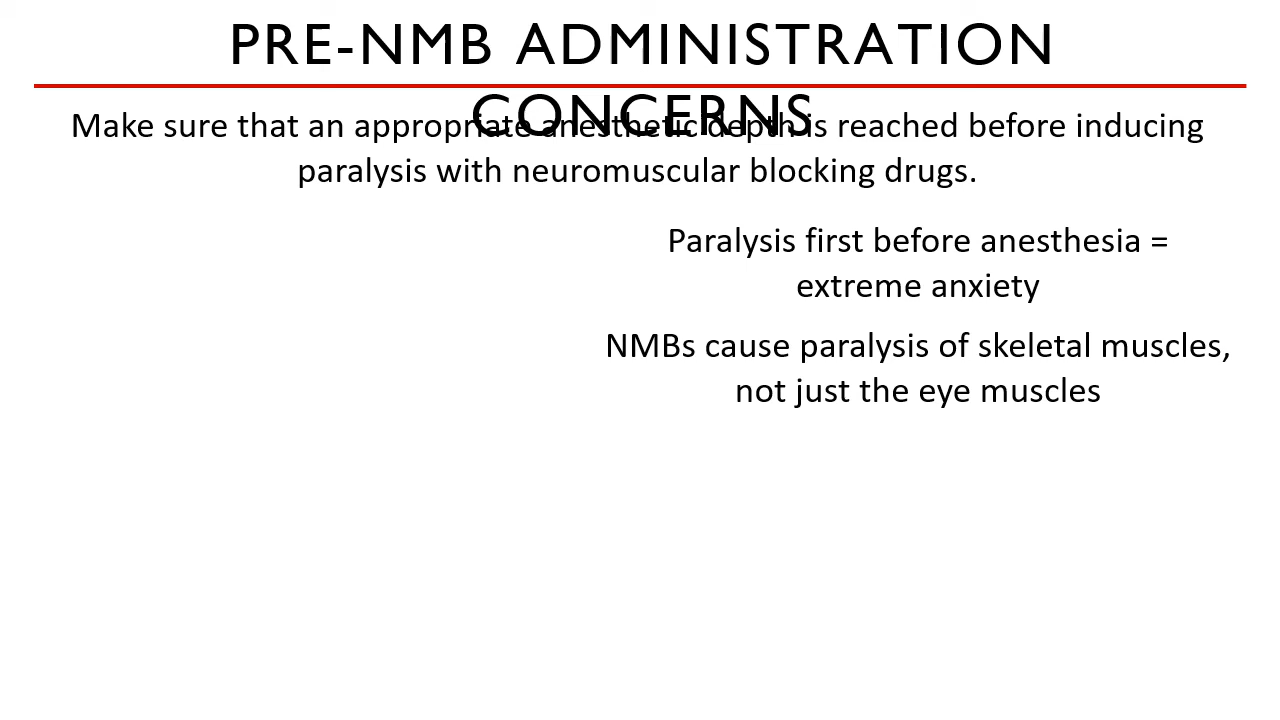 PRE-NMB ADMINISTRATION
CONCERNS
Make sure that an appropriate anesthetic depth is reached before inducing
paralysis with neuromuscular blocking drugs.
Paralysis first before anesthesia =
extreme anxiety
NMBs cause paralysis of skeletal muscles,
not just the eye muscles